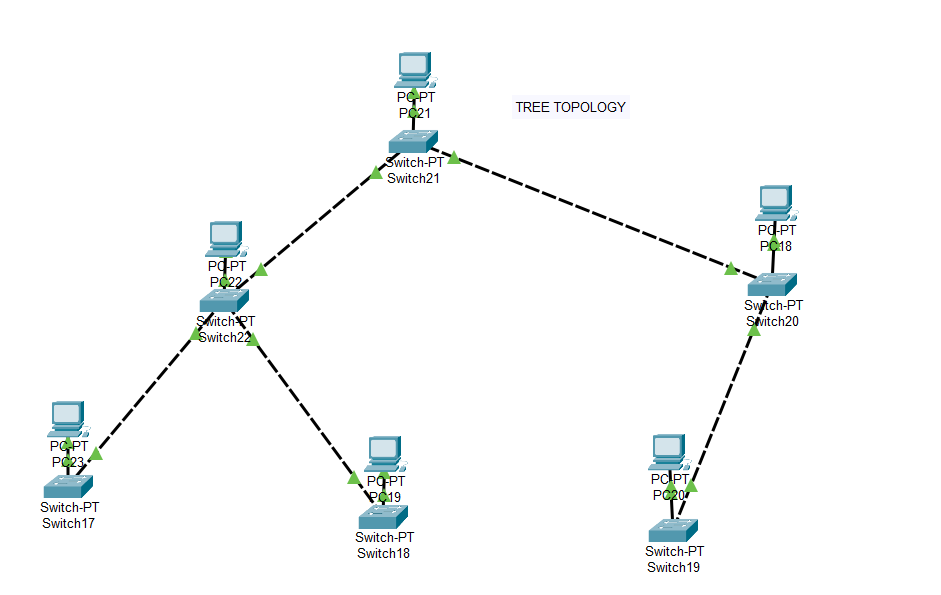 PC-PT
PC21
TREE TOPOLOGY
Switch-PT
Switch21
PC-PT
PC18
PC-PT
PC22
Switch-PT
Switch20
Switch-PT
Switch22
PC-PT
PC23
PC-PT
PC19
PC-PT
PC20
Switch-PT
Switch17
Switch-PT
Switch18
Switch-PT
Switch19